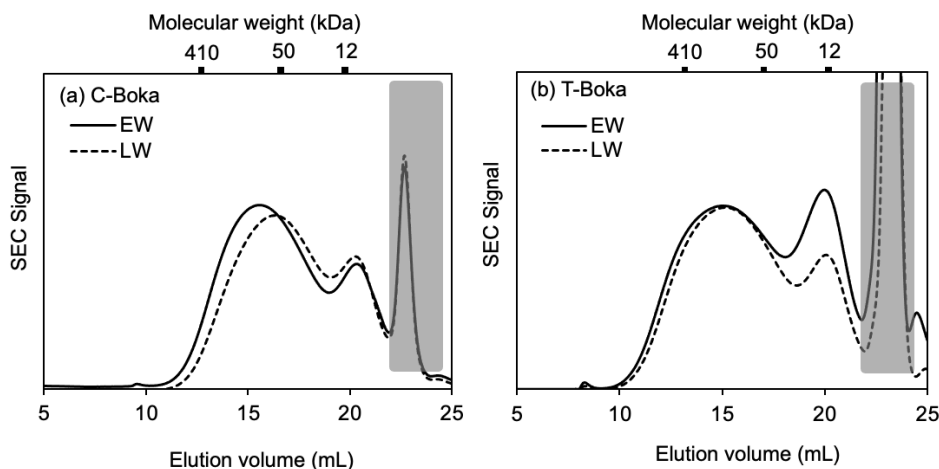 Molecular weight (kDa)
410 50 12
(a) C-Boka
EW
LW
SEC Signal
5 10 15 20 25
Elution volume (mL)
Molecular weight (kDa)
410 50 12
(b) T-Boka
EW
LW
SEC Signal
5 10 15 20 25
Elution volume (mL)